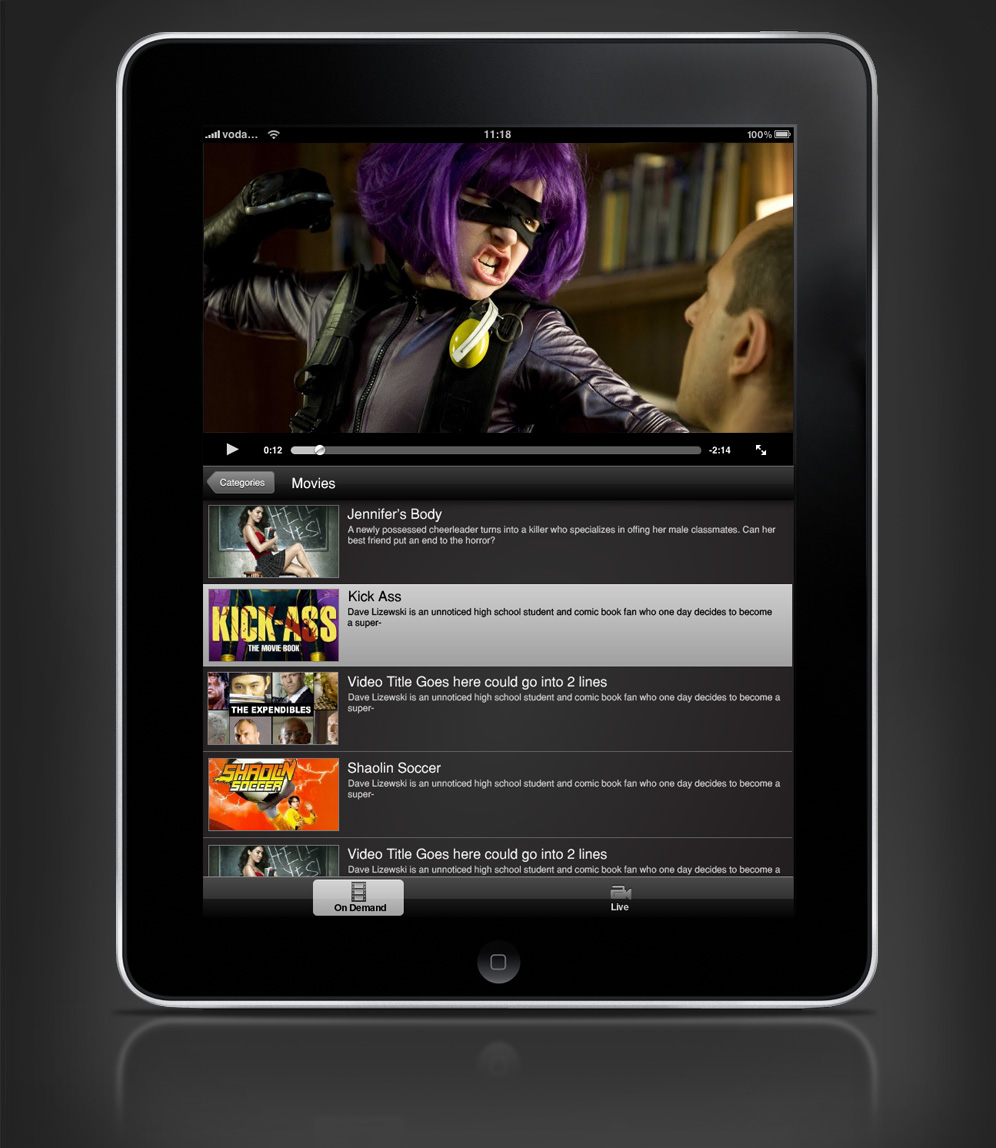 voda...
11:18
100%
0:12
-2:14
Categories
Movies
HELL
YES!
Jennifer's Body
A newly possessed cheerleader turns into a killer who specializes in offing her male classmates. Can her
best friend put an end to the horror?
KICK-ASS
THE MOVIE BOOK
Kick Ass
Dave Lizewski is an unnoticed high school student and comic book fan who one day decides to become
a super-
THE EXPENDIBLES
Video Title Goes here could go into 2 lines
Dave Lizewski is an unnoticed high school student and comic book fan who one day decides to become a
super-
SHAOLIN
SOCCER
Shaolin Soccer
Dave Lizewski is an unnoticed high school student and comic book fan who one day decides to become a
super-
HELL
YES!
Video Title Goes here could go into 2 lines
Dave Lizewski is an unnoticed high school student and comic book fan who one day decides to become a
On Demand
Live